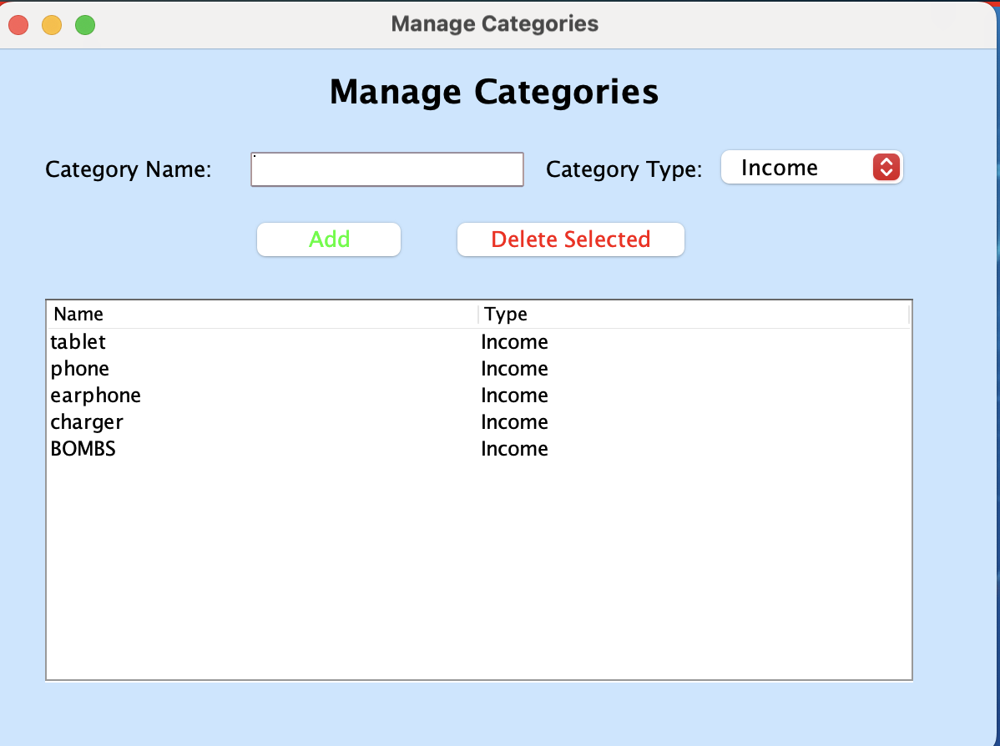 Manage Categories
Manage Categories
Category Name: Category Type: Income
Add Delete Selected
Name Type
tablet Income
phone Income
earphone Income
charger Income
BOMBS Income